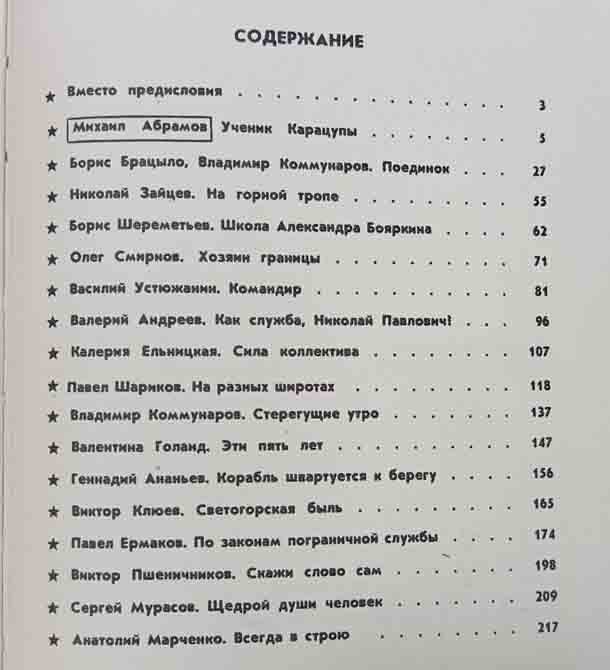 СОДЕРЖАНИЕ
★ Вместо предисловия . . . . . . . . . . . . . . 3
★ Михаил Абрамов Ученик Карацупы . . . . . . . 5
★ Борис Брацыло, Владимир Коммунаров. Поединок . . . 27
★ Николай Зайцев. На горной тропе . . . . . . . . 55
★ Борис Шереметьев. Школа Александра Бояркина . . . . 62
★ Олег Смирнов. Хозяин границы . . . . . . . . . 71
★ Василий Устюжанин. Командир . . . . . . . . . 81
★ Валерий Андреев. Как служба, Николай Павлович! . . . 96
★ Калерия Ельницкая. Сила коллектива . . . . . . . 107
★ Павел Шариков. На разных широтах . . . . . . . 118
★ Владимир Коммунаров. Стерегущие утро . . . . . . 137
★ Валентина Голанд. Эти пять лет . . . . . . . . 147
★ Геннадий Ананьев. Корабль швартуется к берегу . . . . 156
★ Виктор Клюев. Светогорская быль . . . . . . . . 165
★ Павел Ермаков. По законам пограничной службы . . . . 174
★ Виктор Пшеничников. Скажи слово сам . . . . . . 198
★ Сергей Мурасов. Щедрой души человек . . . . . . 209
★ Анатолий Марченко. Всегда в строю . . . . . . 217